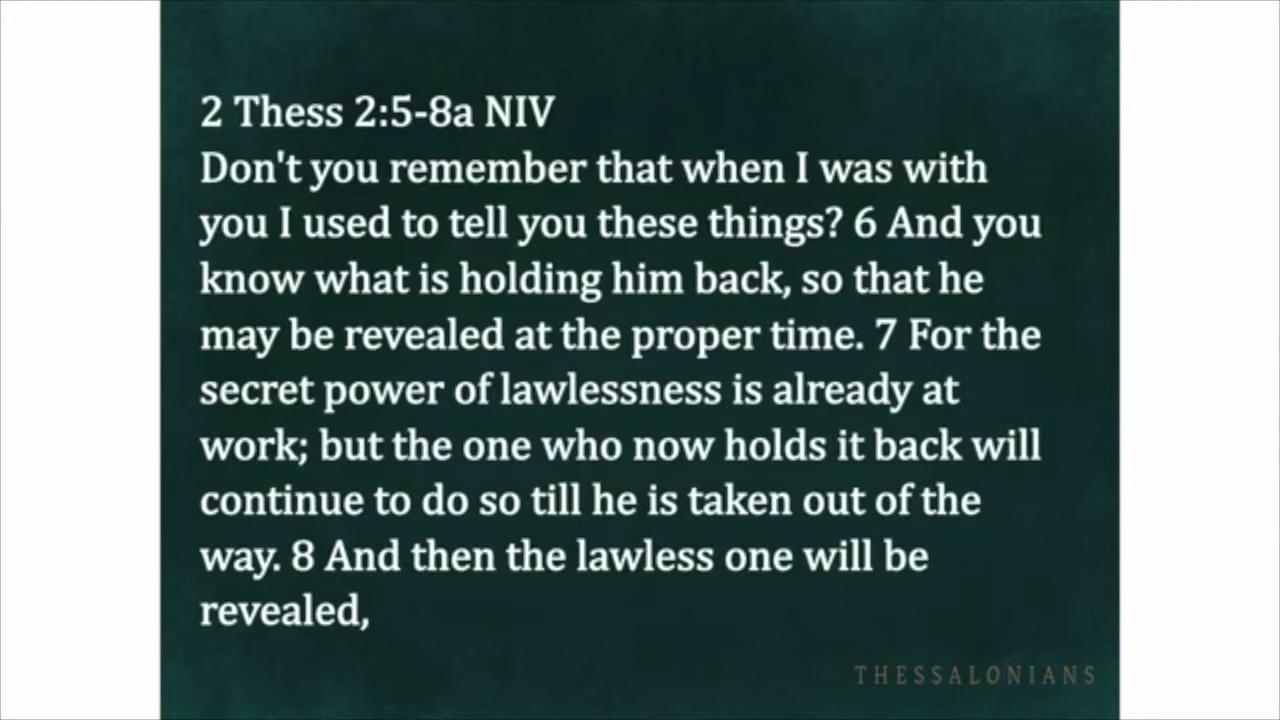 2 Thess 2:5-8a NIV
Don't you remember that when I was with
you I used to tell you these things? 6 And you
know what is holding him back, so that he
may be revealed at the proper time. 7 For the
secret power of lawlessness is already at
work; but the one who now holds it back will
continue to do so till he is taken out of the
way. 8 And then the lawless one will be
revealed,
THESSALONIANS